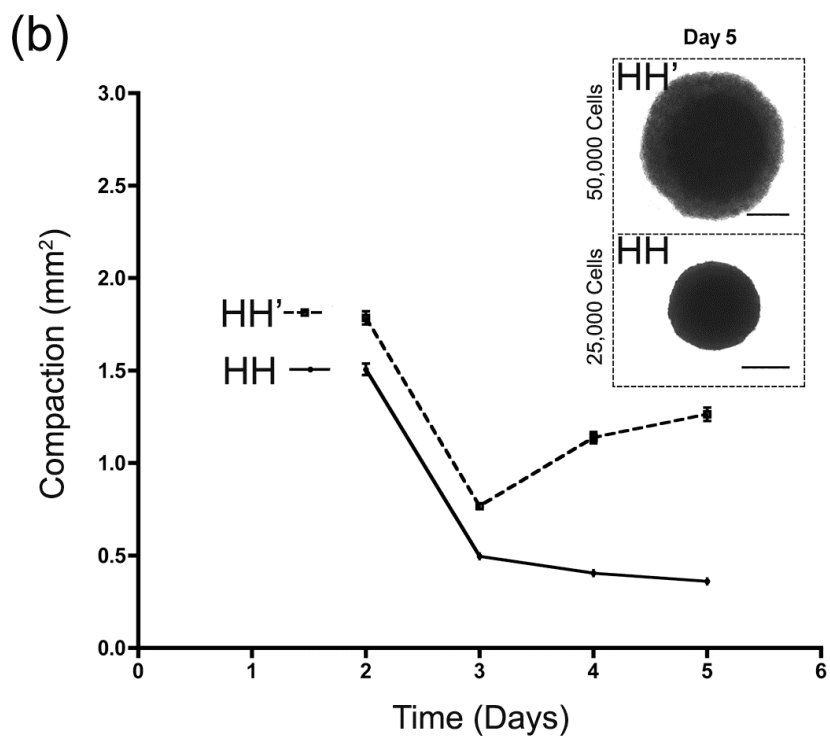 (b)
Day 5
HH’
50,000 Cells
HH
25,000 Cells
3.0
2.5
2.0
1.5
1.0
0.5
0.0
Compaction (mm²)
HH’
HH
0 1 2 3 4 5 6
Time (Days)